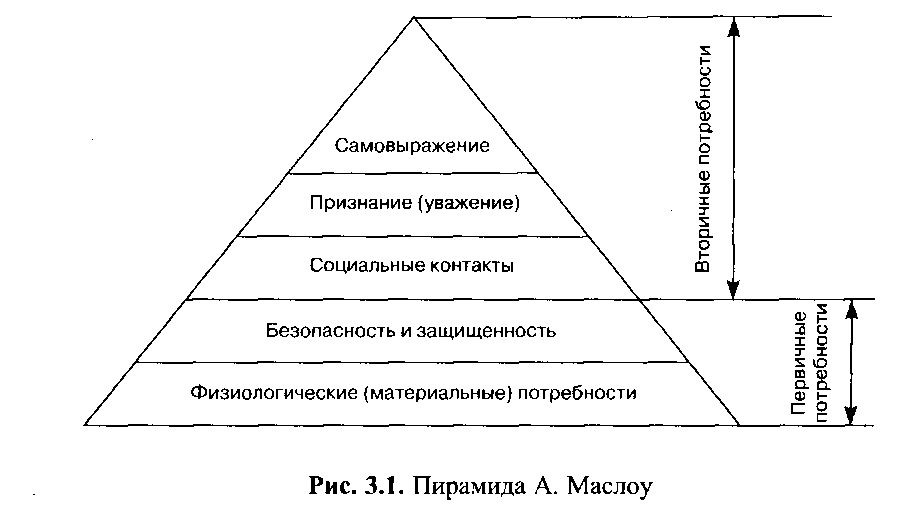 Самовыражение
Признание (уважение)
Социальные контакты
Безопасность и защищенность
Физиологические (материальные) потребности
Вторичные потребности
Первичные
потребности
Рис. 3.1. Пирамида А. Маслоу